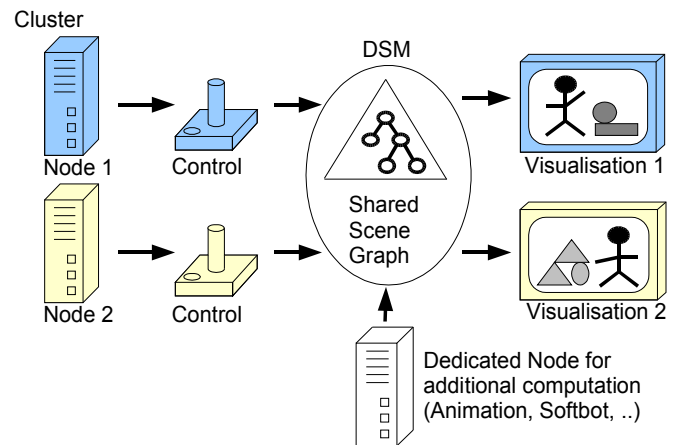 Cluster
DSM
Node 1
Control
Visualisation 1
Shared
Scene
Graph
Node 2
Control
Visualisation 2
Dedicated Node for
additional computation
(Animation, Softbot, ..)